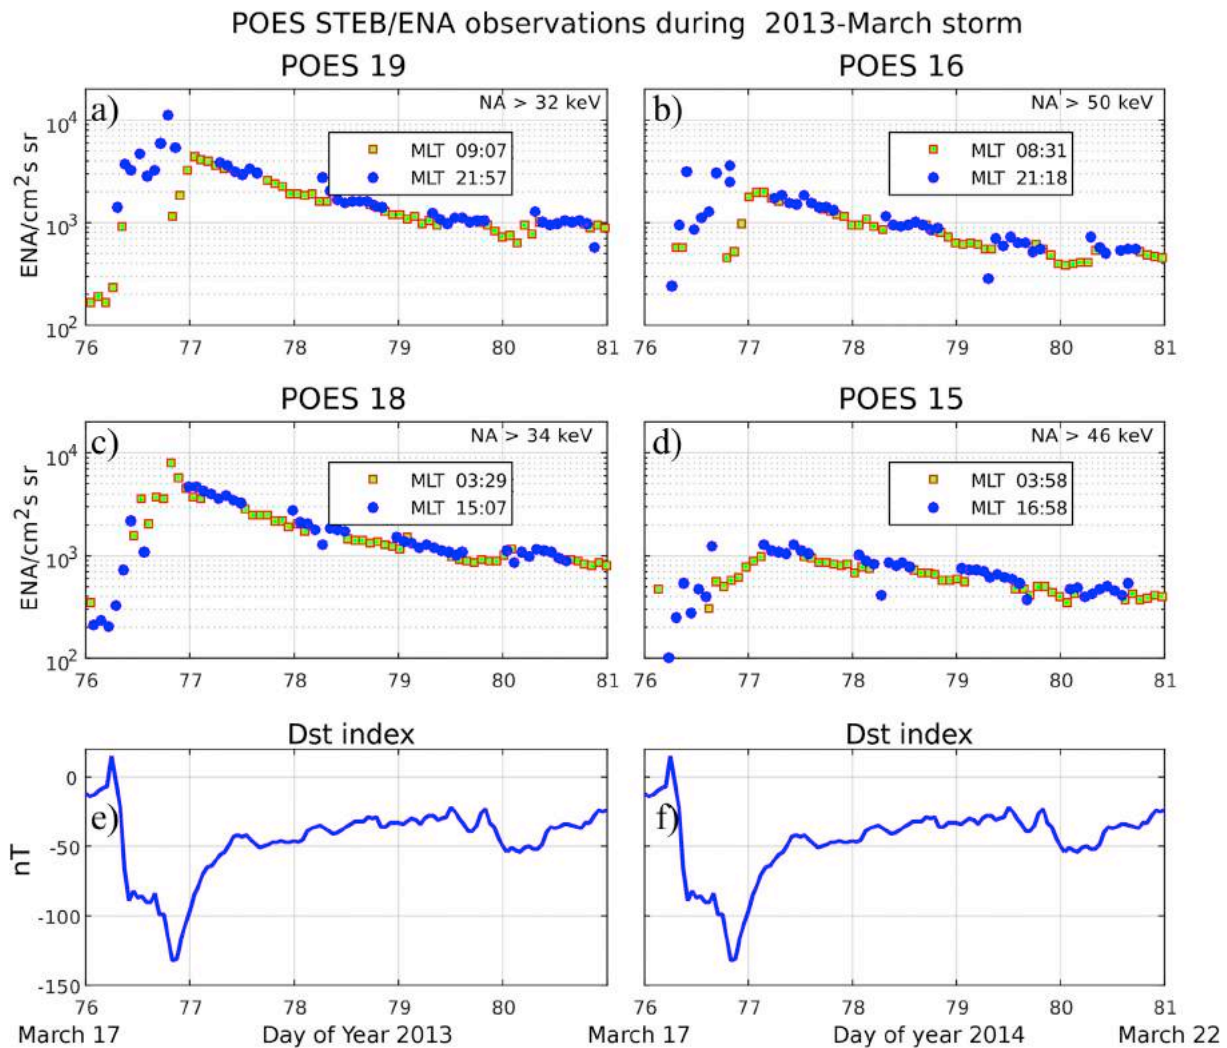 POES STEB/ENA observations during 2013-March storm
POES 19
a)
NA > 32 keV
MLT 09:07
MLT 21:57
ENA/cm² s sr
10⁴
10³
10²
76 77 78 79 80 81
POES 16
b)
NA > 50 keV
MLT 08:31
MLT 21:18
76 77 78 79 80 81
POES 18
c)
NA > 34 keV
MLT 03:29
MLT 15:07
ENA/cm² s sr
10⁴
10³
10²
76 77 78 79 80 81
POES 15
d)
NA > 46 keV
MLT 03:58
MLT 16:58
76 77 78 79 80 81
Dst index
e)
nT
0
-50
-100
-150
76 77 78 79 80 81
Dst index
f)
76 77 78 79 80 81
March 17 Day of Year 2013 March 17 Day of year 2014 March 22